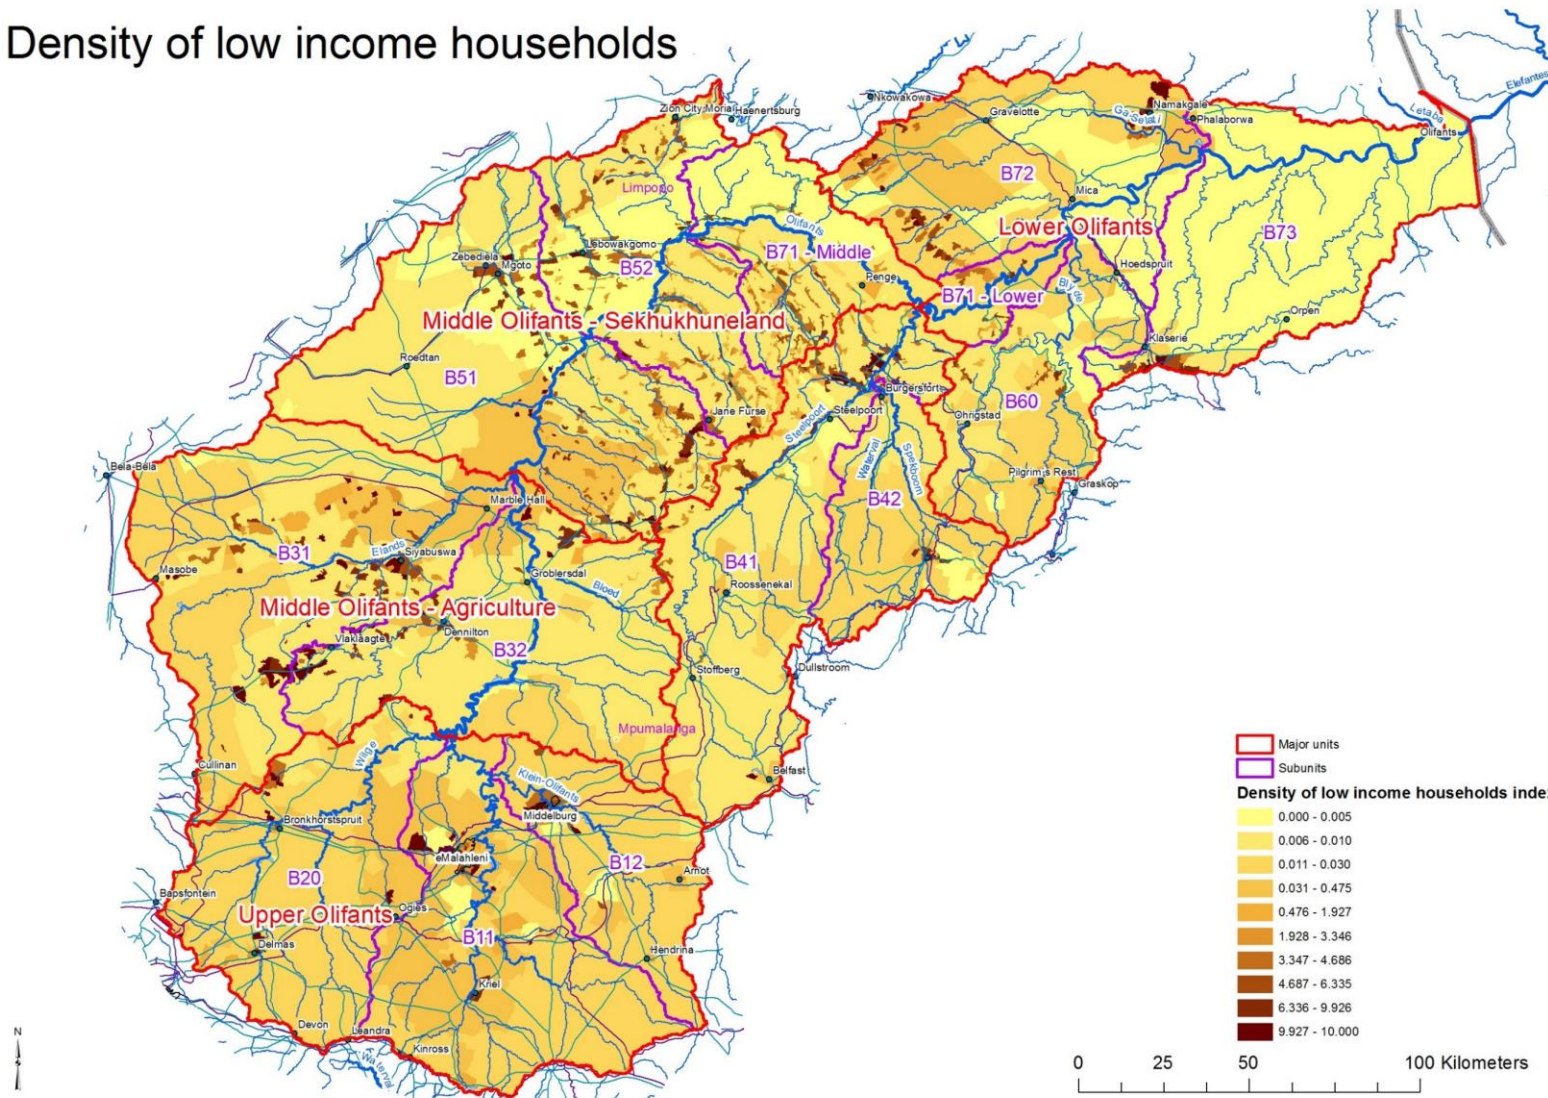 Density of low income households
Zion City Moria
Haenertsburg
Nkowakowa
Gravelotte
Namakgale
Ga-Selati
Phalaborwa
Letaba
Elefantes
Olifants
Limpopo
B72
Mica
Lower Olifants
B73
Olifants
Lebowakgomo
Zebediela
Mgoto
B52
B71 - Middle
Penge
Hoedspruit
B71 - Lower
Blyde
Orpen
Middle Olifants - Sekhukhuneland
Klaserie
Roedtan
B51
Burgersfort
B60
Jane Furse
Steelpoort
Steelpoort
Ohrigstad
Waterval
Spekboom
Bela-Bela
Pilgrim's Rest
Graskop
Marble Hall
B42
B31
Elands
Siyabuswa
Masobe
Groblersdal
Bloed
B41
Roossenekal
Middle Olifants - Agriculture
Dennilton
Vlaklaagte
B32
Stoffberg
Dullstroom
Mpumalanga
Wilge
Cullinan
Klein-Olifants
Belfast
Middelburg
Bronkhorstspruit
eMalahleni
B12
B20
Arnot
Bapsfontein
Upper Olifants
Ogies
B11
Delmas
Hendrina
Kriel
Devon
Leandra
Kinross
Waterval
Major units
Subunits
Density of low income households index
0.000 - 0.005
0.006 - 0.010
0.011 - 0.030
0.031 - 0.475
0.476 - 1.927
1.928 - 3.346
3.347 - 4.686
4.687 - 6.335
6.336 - 9.926
9.927 - 10.000
N
0 25 50 100 Kilometers